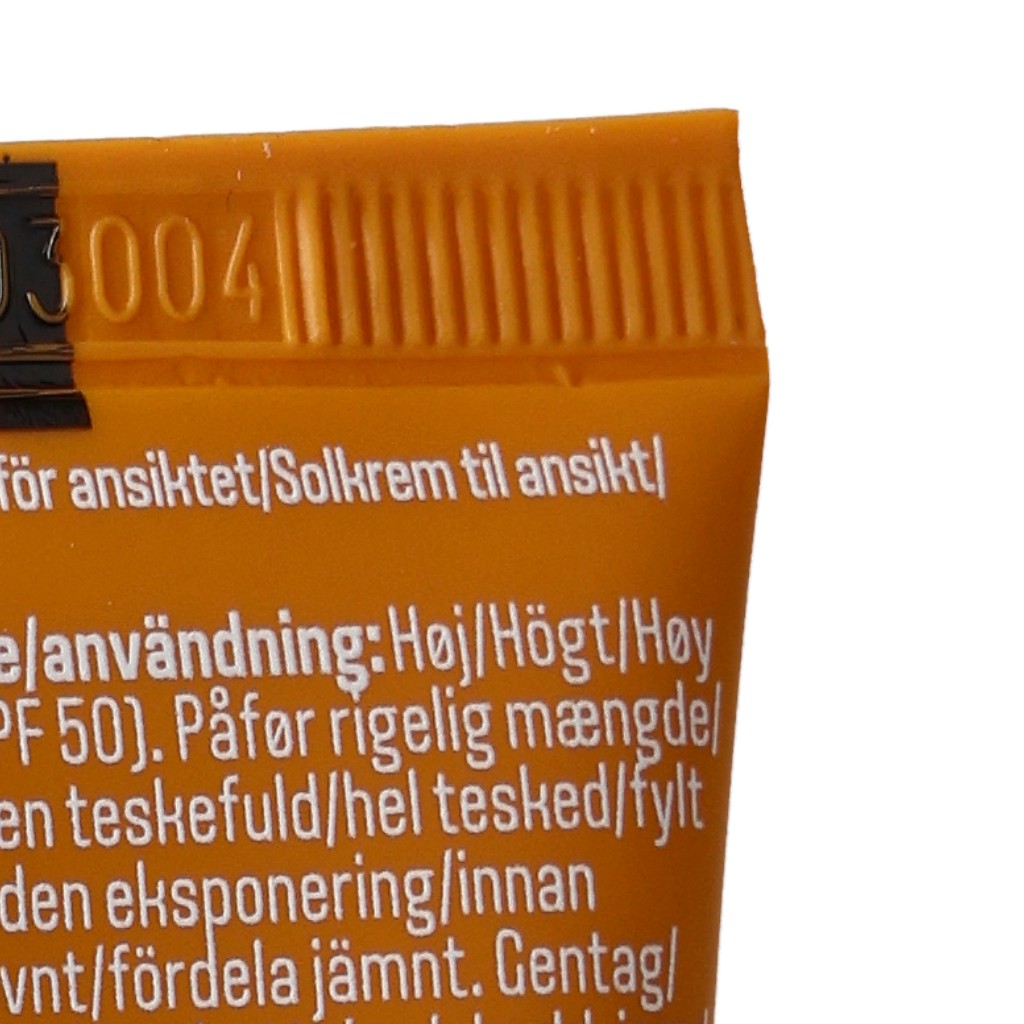 03004
för ansiktet/Solkrem til ansikt/
e/användning: Høj/Högt/Høy
PF 50). Påfør rigelig mængde/
en teskefuld/hel tesked/fylt
den eksponering/innan
vnt/fördela jämnt. Gentag/